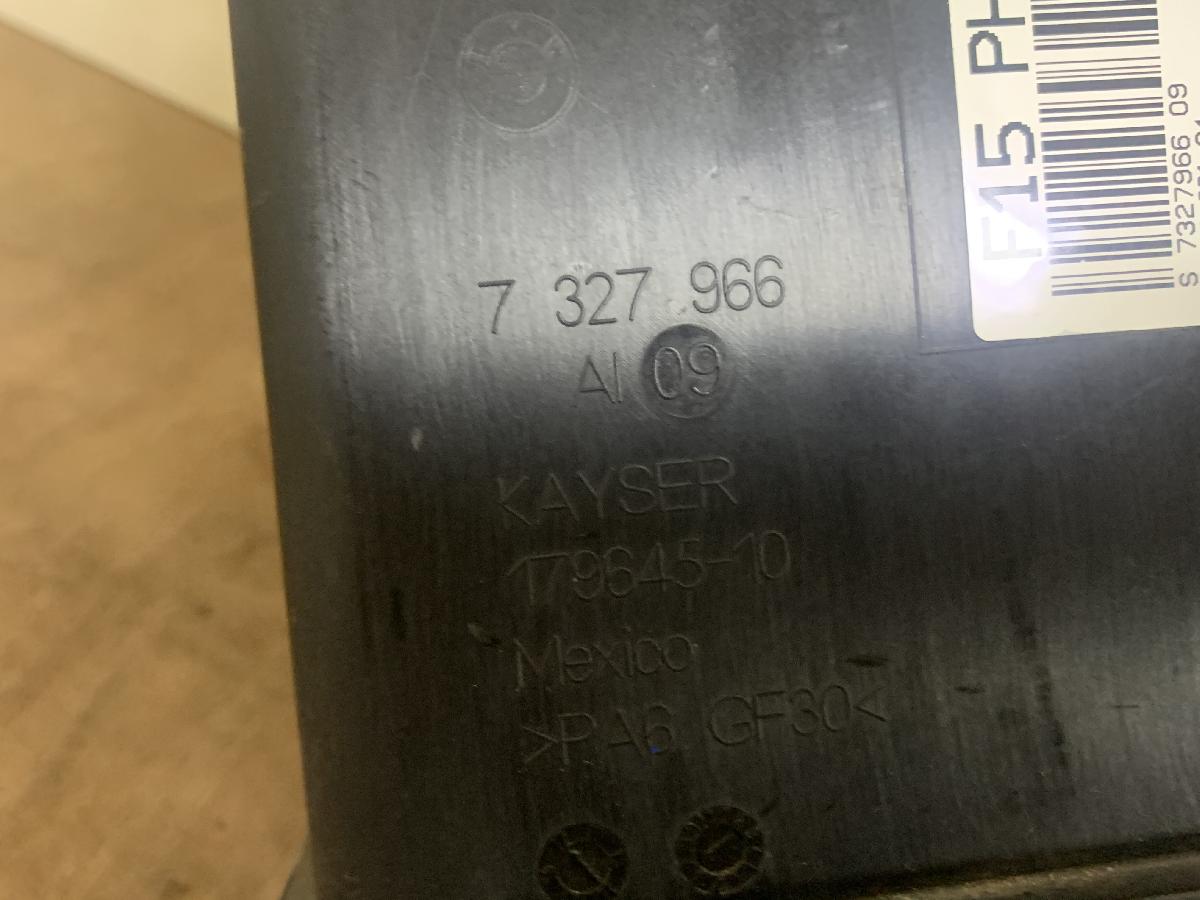 7 327 966
AI 09
KAYSER
179645-10
Mexico
>PA6 GF30<
F15 PH
S 7327966 09